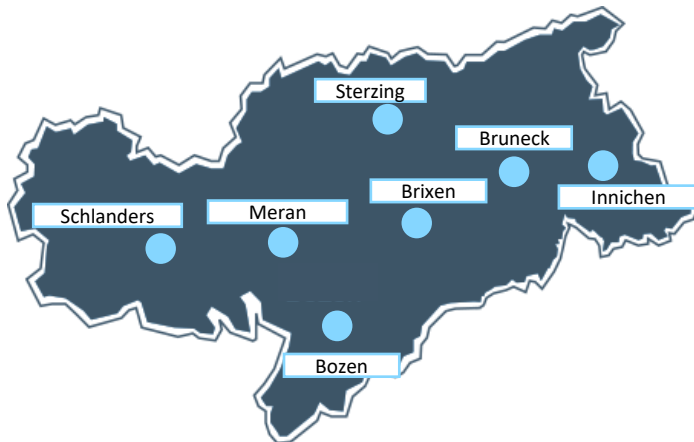 Sterzing
Bruneck
Innichen
Brixen
Meran
Schlanders
Bozen